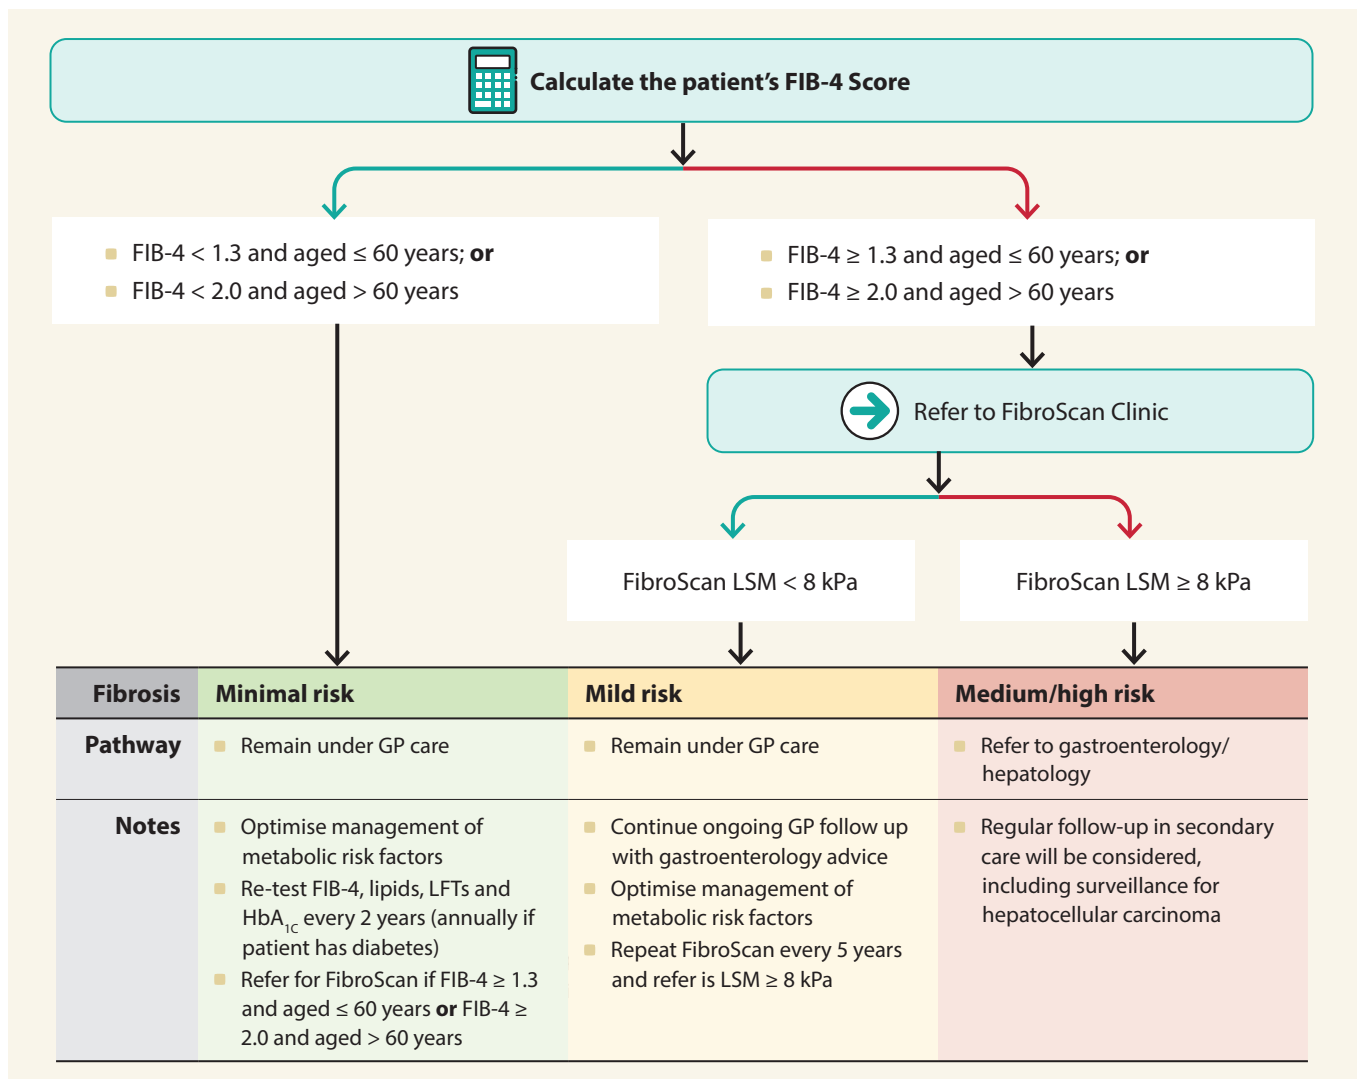 Calculate the patient's FIB-4 Score
FIB-4 < 1.3 and aged ≤ 60 years; or
FIB-4 < 2.0 and aged > 60 years
FIB-4 ≥ 1.3 and aged ≤ 60 years; or
FIB-4 ≥ 2.0 and aged > 60 years
Refer to FibroScan Clinic
FibroScan LSM < 8 kPa
FibroScan LSM ≥ 8 kPa
Fibrosis
Minimal risk
Mild risk
Medium/high risk
Pathway
Remain under GP care
Remain under GP care
Refer to gastroenterology/
hepatology
Notes
Optimise management of
metabolic risk factors
Re-test FIB-4, lipids, LFTs and
HbA1C every 2 years (annually if
patient has diabetes)
Refer for FibroScan if FIB-4 ≥ 1.3
and aged ≤ 60 years or FIB-4 ≥
2.0 and aged > 60 years
Continue ongoing GP follow up
with gastroenterology advice
Optimise management of
metabolic risk factors
Repeat FibroScan every 5 years
and refer is LSM ≥ 8 kPa
Regular follow-up in secondary
care will be considered,
including surveillance for
hepatocellular carcinoma